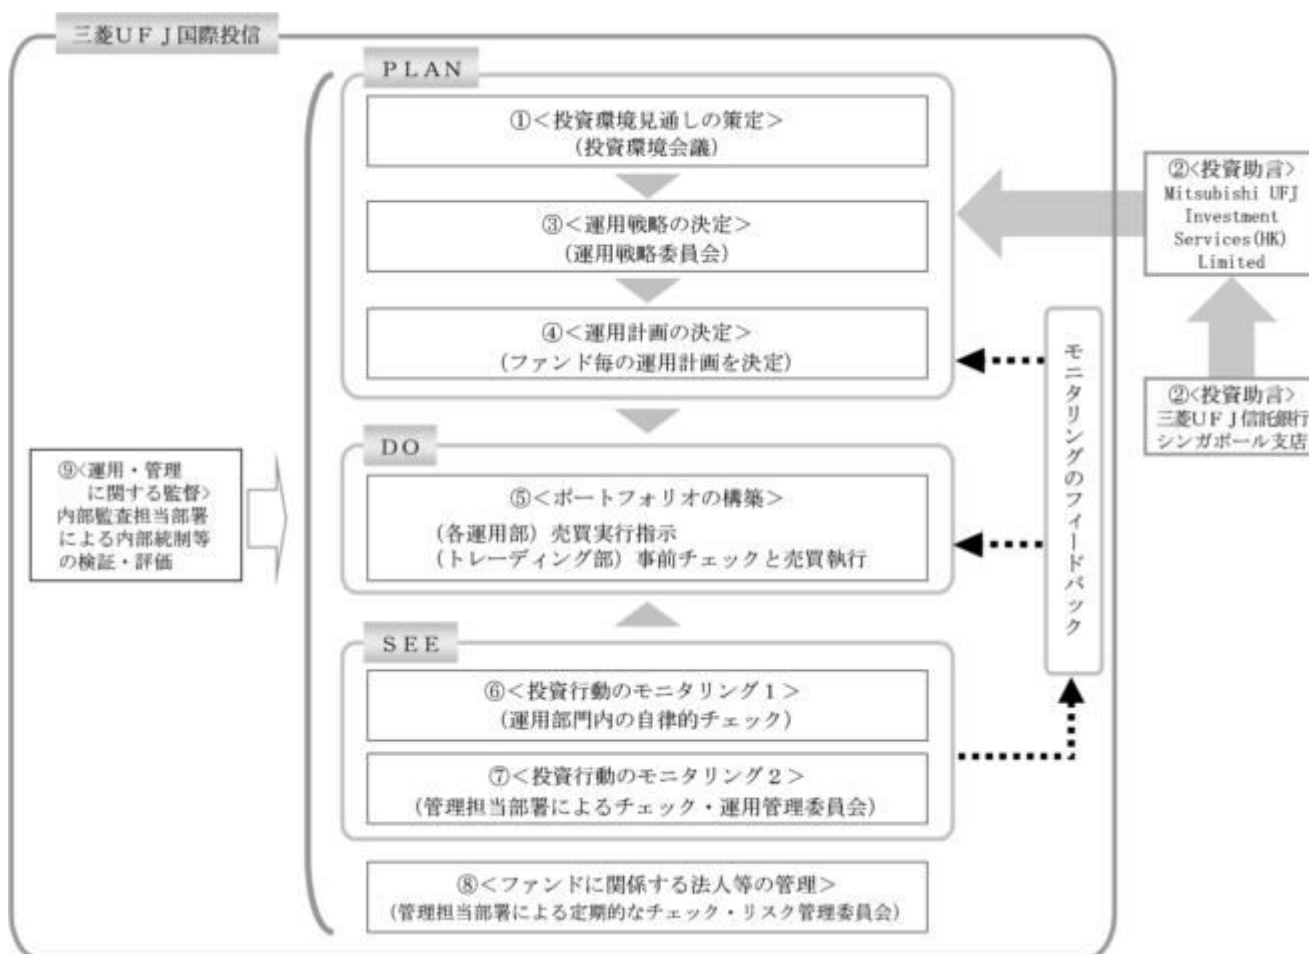 三菱ＵＦＪ国際投信
ＰＬＡＮ
①＜投資環境見通しの策定＞
（投資環境会議）
③＜運用戦略の決定＞
（運用戦略委員会）
④＜運用計画の決定＞
（ファンド毎の運用計画を決定）
②<投資助言>
Mitsubishi UFJ
Investment
Services(HK)
Limited
②<投資助言>
三菱ＵＦＪ信託銀行
シンガポール支店
モニタリングのフィードバック
ＤＯ
⑤＜ポートフォリオの構築＞
（各運用部）売買実行指示
（トレーディング部）事前チェックと売買執行
⑨<運用・管理
に関する監督>
内部監査担当部署
による内部統制等
の検証・評価
ＳＥＥ
⑥＜投資行動のモニタリング１＞
（運用部門内の自律的チェック）
⑦＜投資行動のモニタリング２＞
（管理担当部署によるチェック・運用管理委員会）
⑧＜ファンドに関係する法人等の管理＞
（管理担当部署による定期的なチェック・リスク管理委員会）